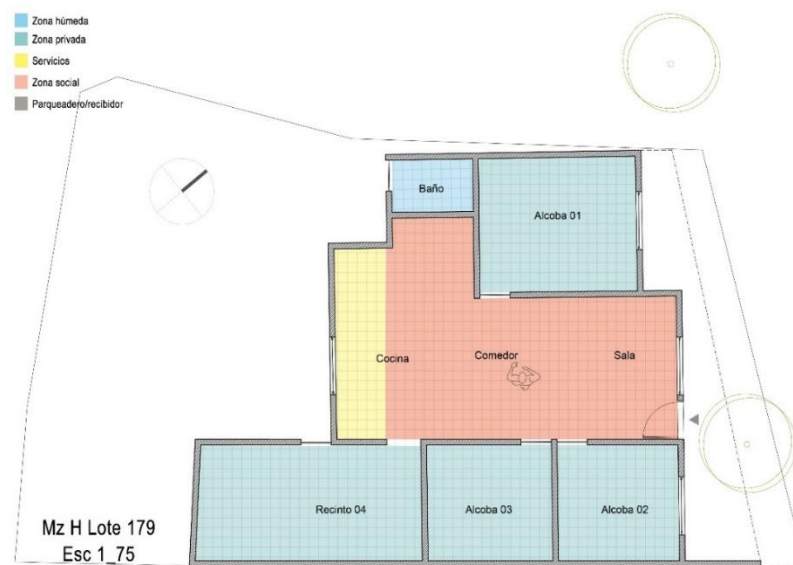 Zona húmeda
Zona privada
Servicios
Zona social
Parqueadero/recibidor
Baño
Alcoba 01
Cocina
Comedor
Sala
Recinto 04
Alcoba 03
Alcoba 02
Mz H Lote 179
Esc 1_75